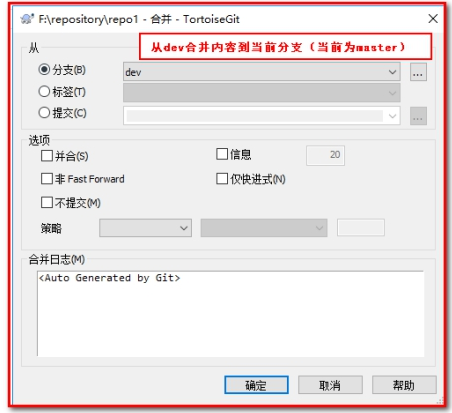 F:\repository\repo1 - 合并 - TortoiseGit
从dev合并内容到当前分支（当前为master）
从
分支(B)
dev
...
标签(T)
提交(C)
...
选项
并合(S)
信息
20
非 Fast Forward
仅快进式(N)
不提交(M)
策略
合并日志(M)
<Auto Generated by Git>
确定
取消
帮助